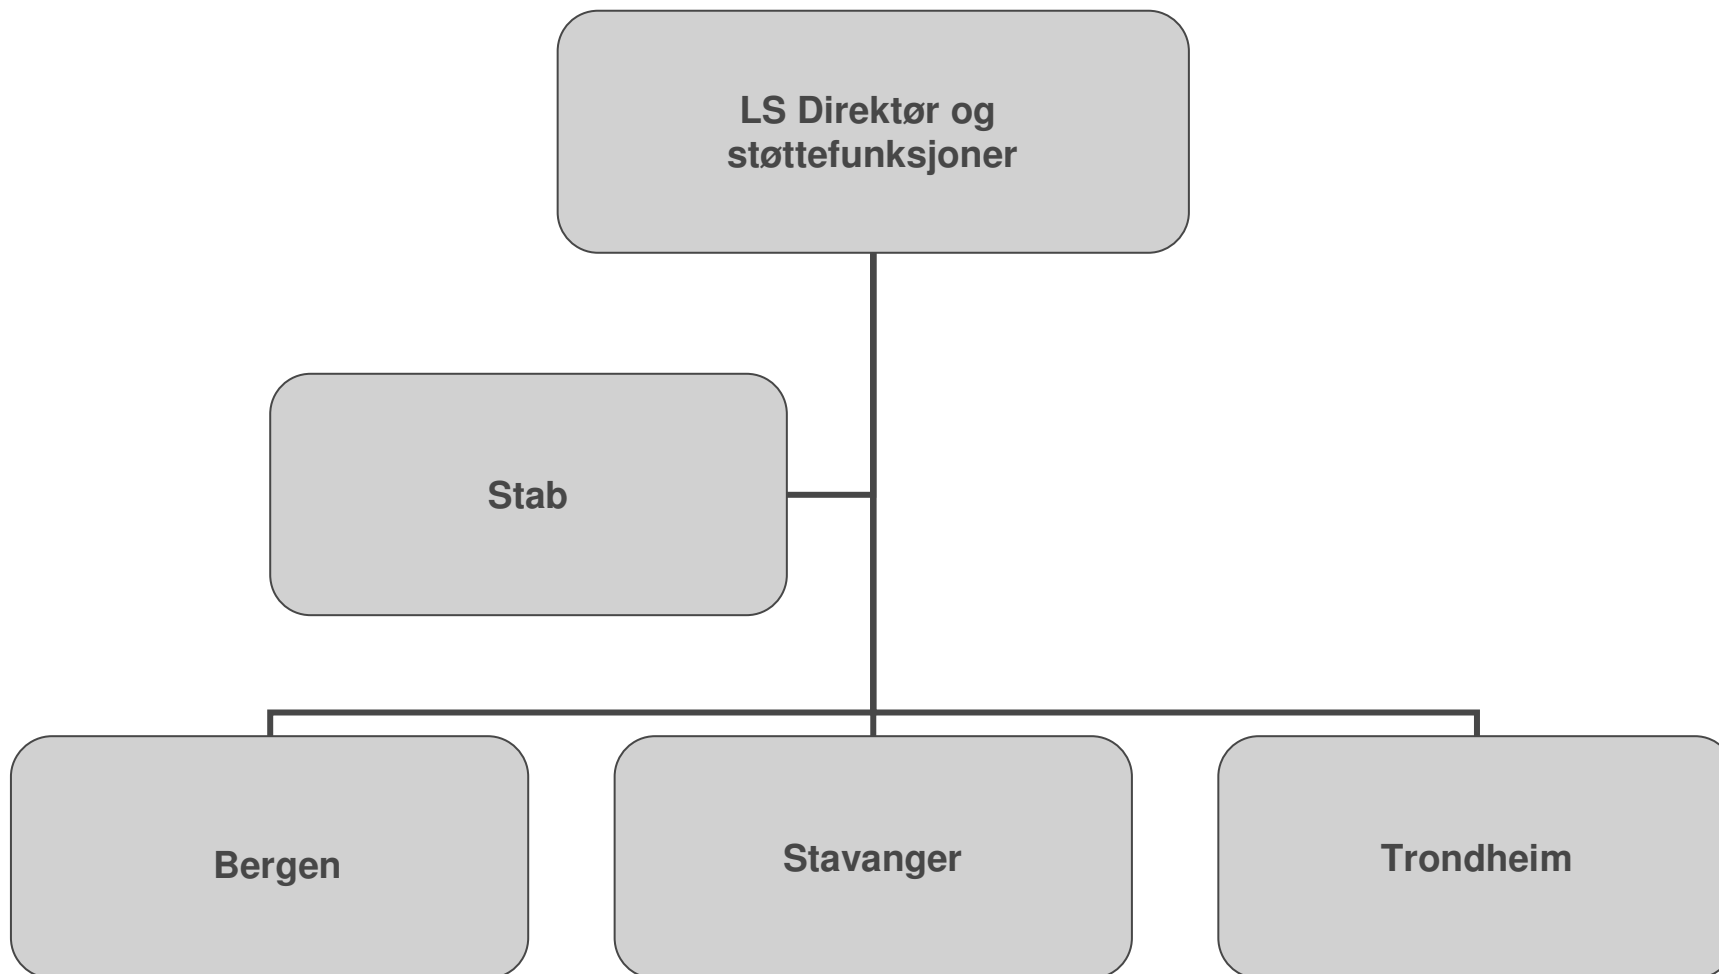 LS Direktør og
støttefunksjoner
Stab
Bergen
Stavanger
Trondheim